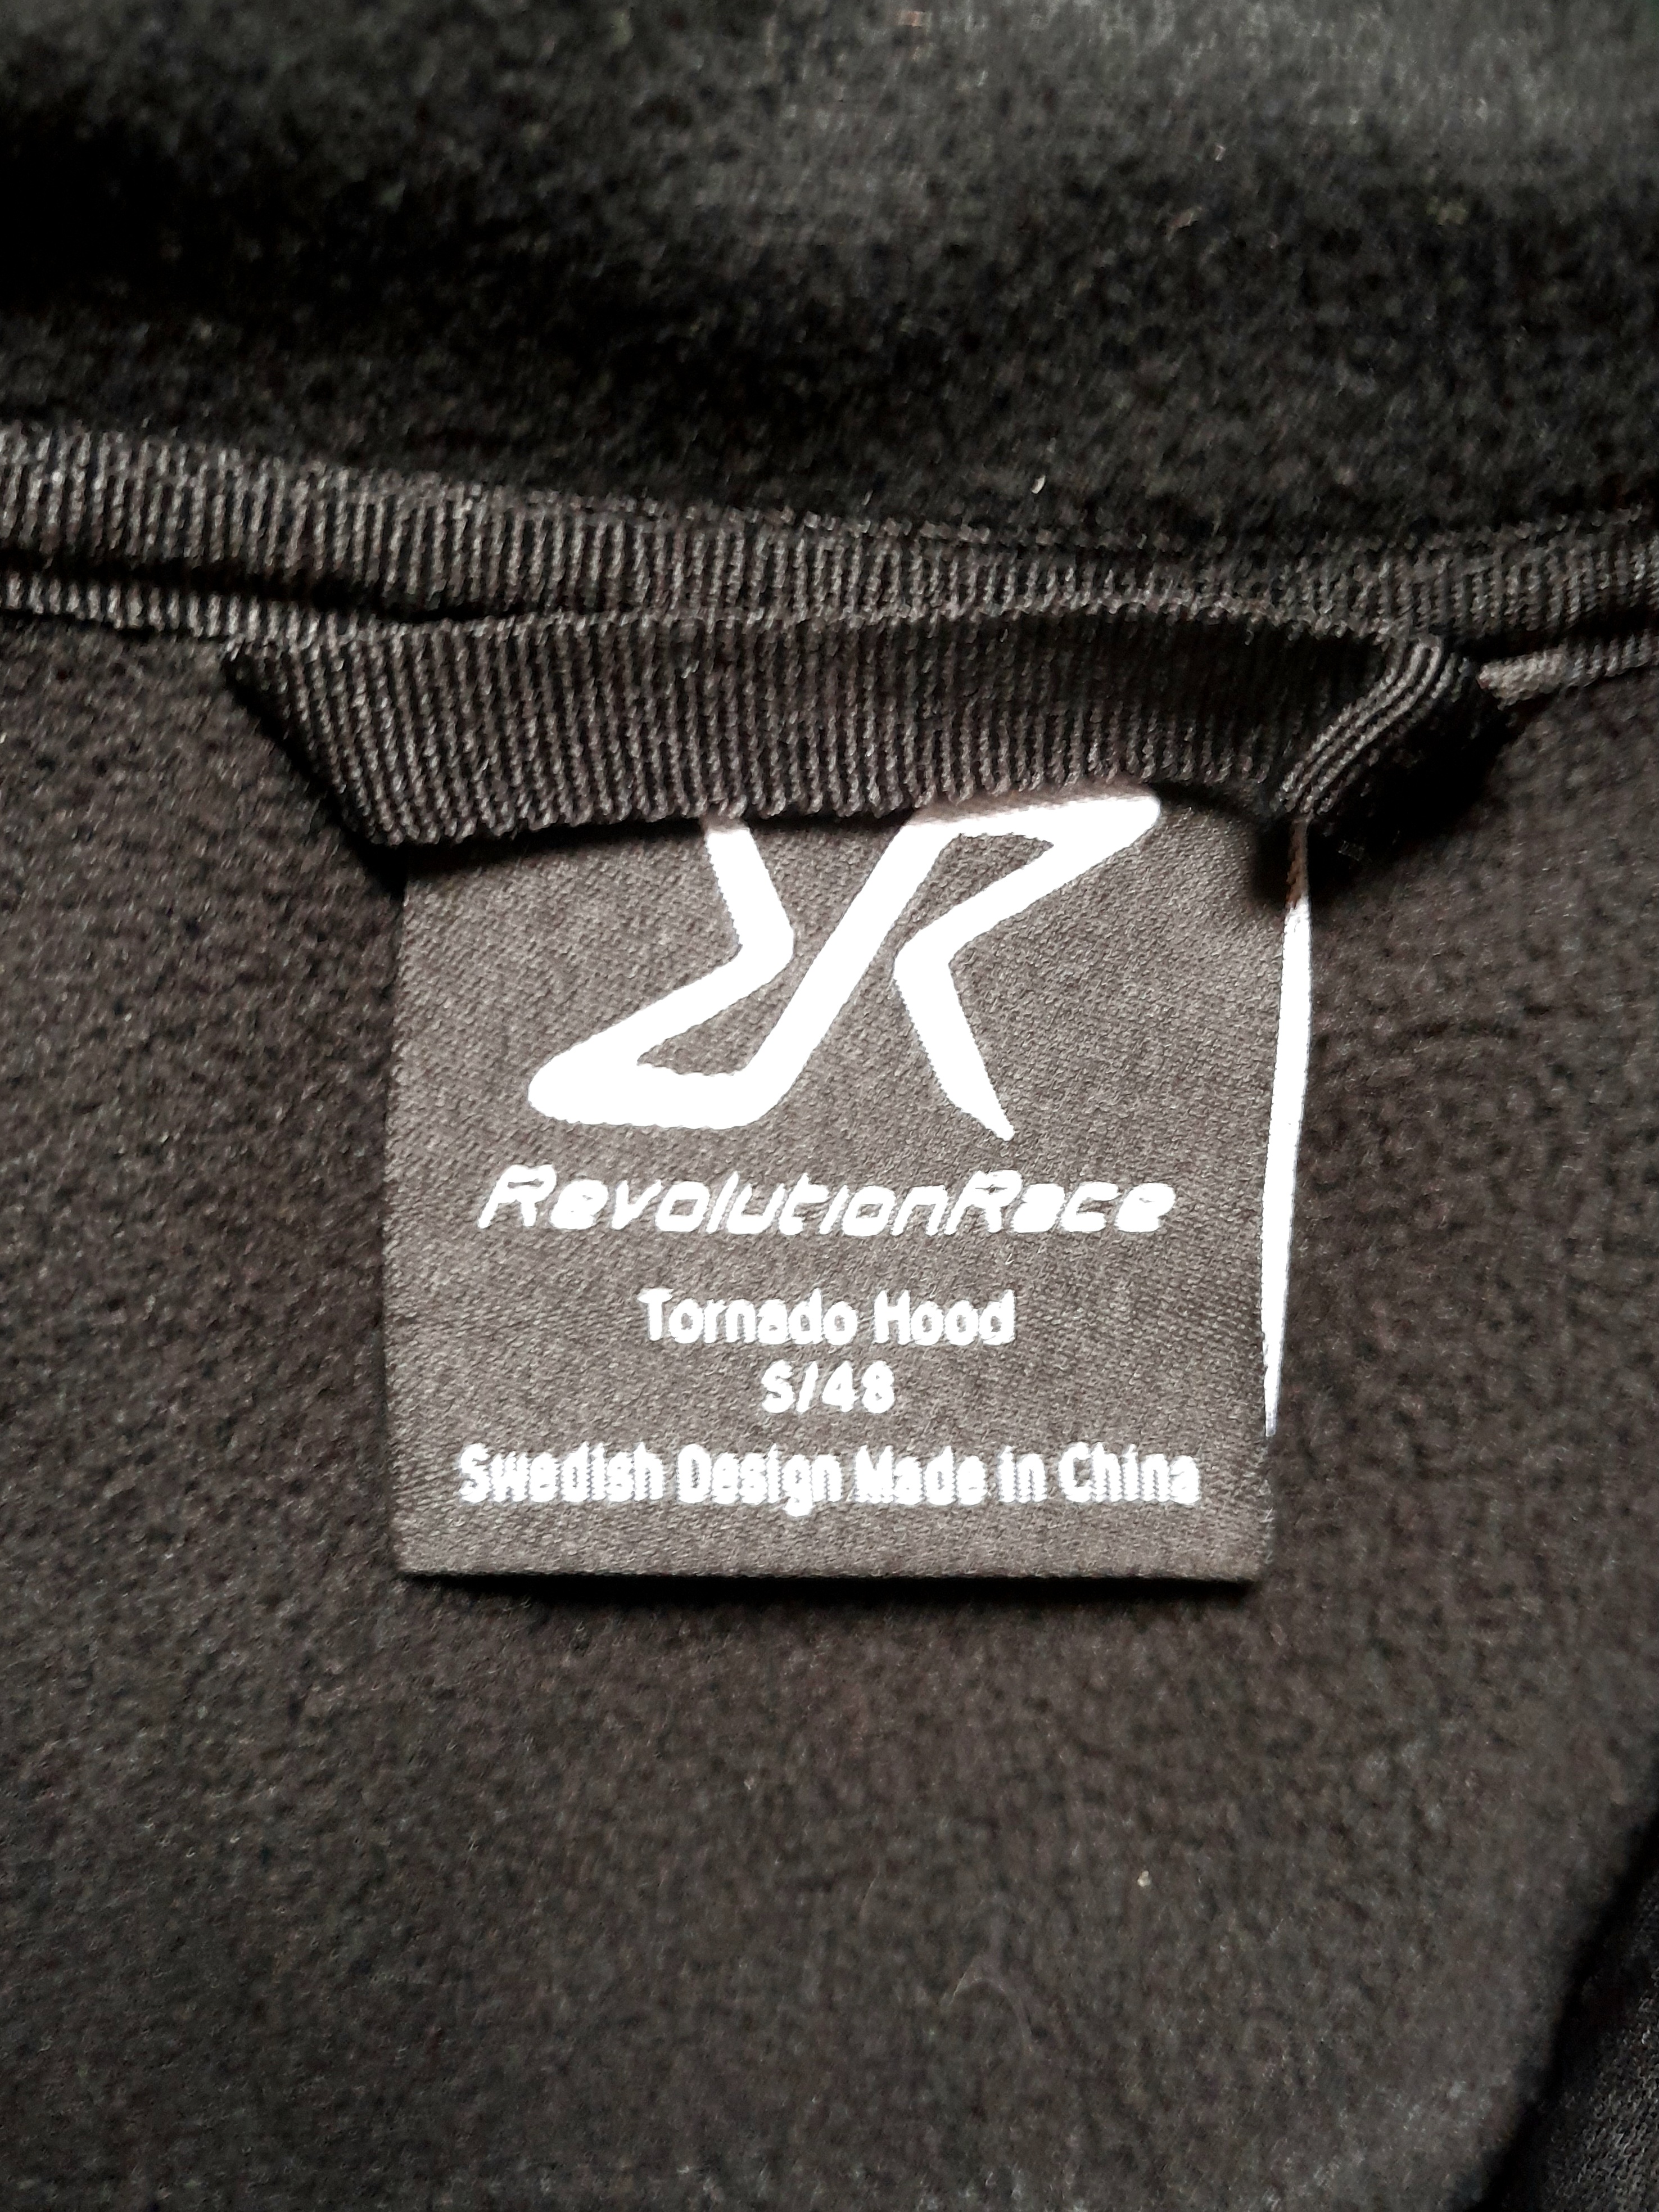 RevolutionRace
Tornado Hood
S/48
Swedish Design Made in China